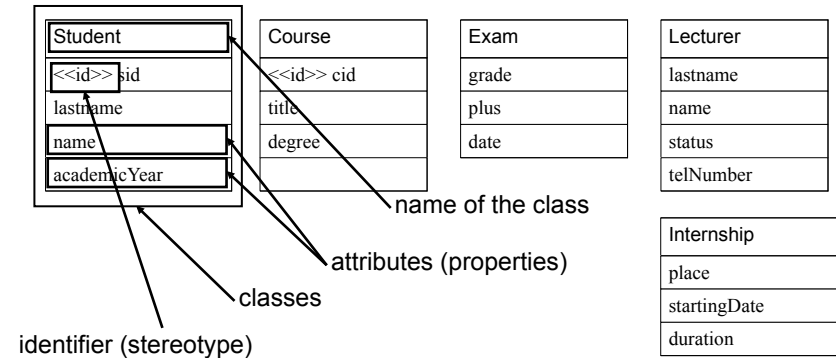 Student
<<id>> sid
lastname
name
academicYear
Course
<<id>> cid
title
degree
Exam
grade
plus
date
Lecturer
lastname
name
status
telNumber
Internship
place
startingDate
duration
name of the class
attributes (properties)
classes
identifier (stereotype)